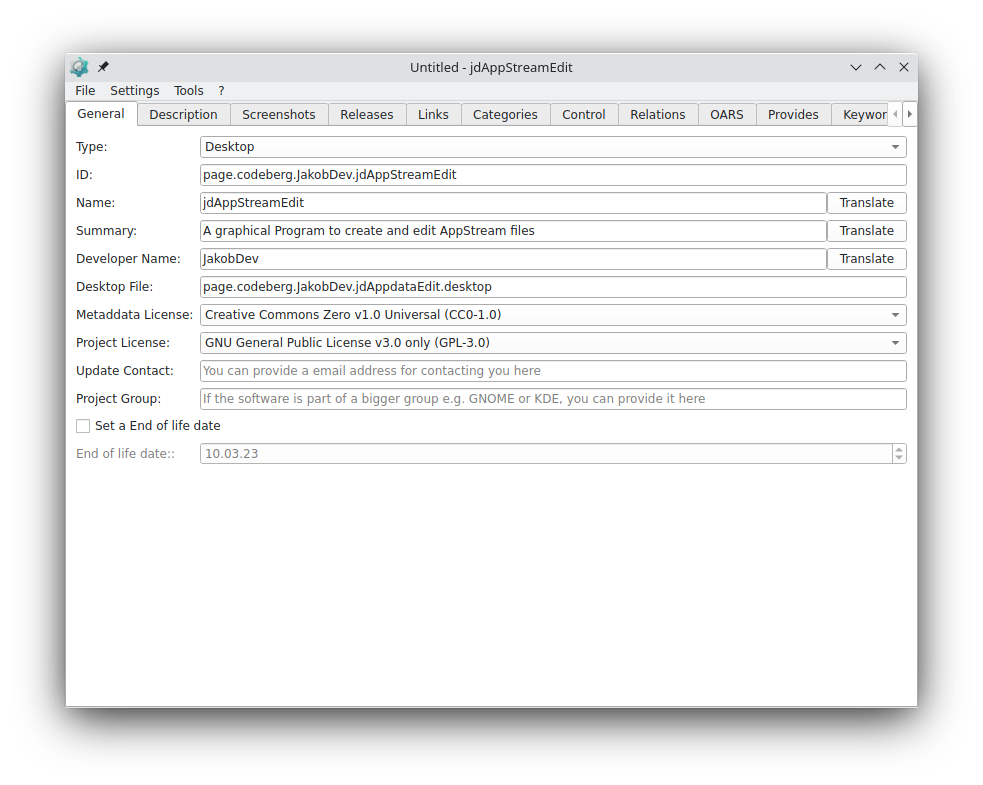 Untitled - jdAppStreamEdit
File Settings Tools ?
General Description Screenshots Releases Links Categories Control Relations OARS Provides Keywor
Type: Desktop
ID: page.codeberg.JakobDev.jdAppStreamEdit
Name: jdAppStreamEdit Translate
Summary: A graphical Program to create and edit AppStream files Translate
Developer Name: JakobDev Translate
Desktop File: page.codeberg.JakobDev.jdAppdataEdit.desktop
Metaddata License: Creative Commons Zero v1.0 Universal (CC0-1.0)
Project License: GNU General Public License v3.0 only (GPL-3.0)
Update Contact: You can provide a email address for contacting you here
Project Group: If the software is part of a bigger group e.g. GNOME or KDE, you can provide it here
Set a End of life date
End of life date:: 10.03.23